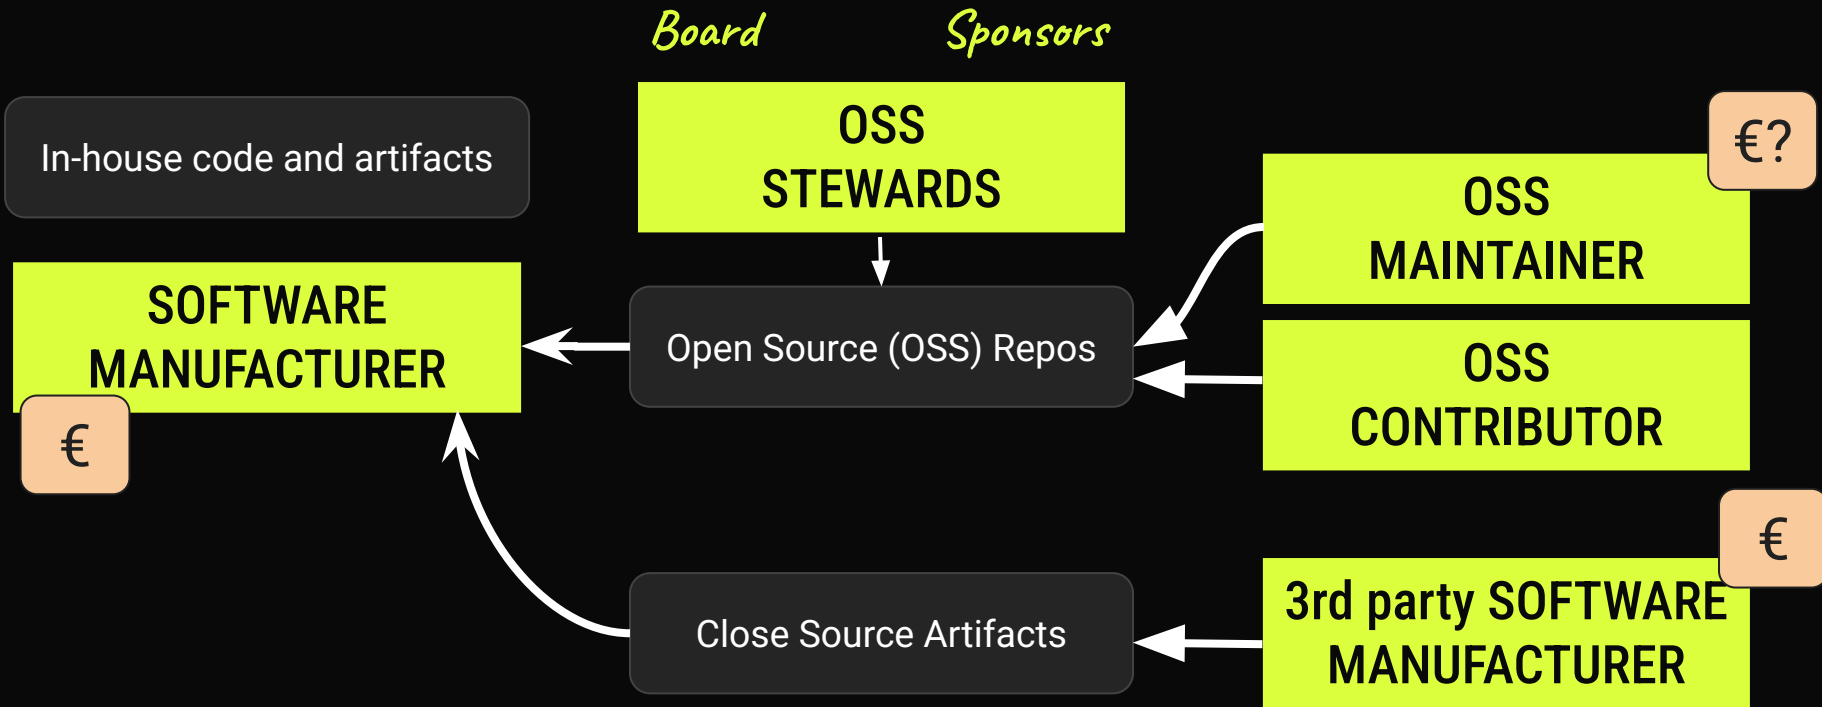 Board
Sponsors
In-house code and artifacts
OSS
STEWARDS
€?
OSS
MAINTAINER
SOFTWARE
MANUFACTURER
€
Open Source (OSS) Repos
OSS
CONTRIBUTOR
€
Close Source Artifacts
3rd party SOFTWARE
MANUFACTURER